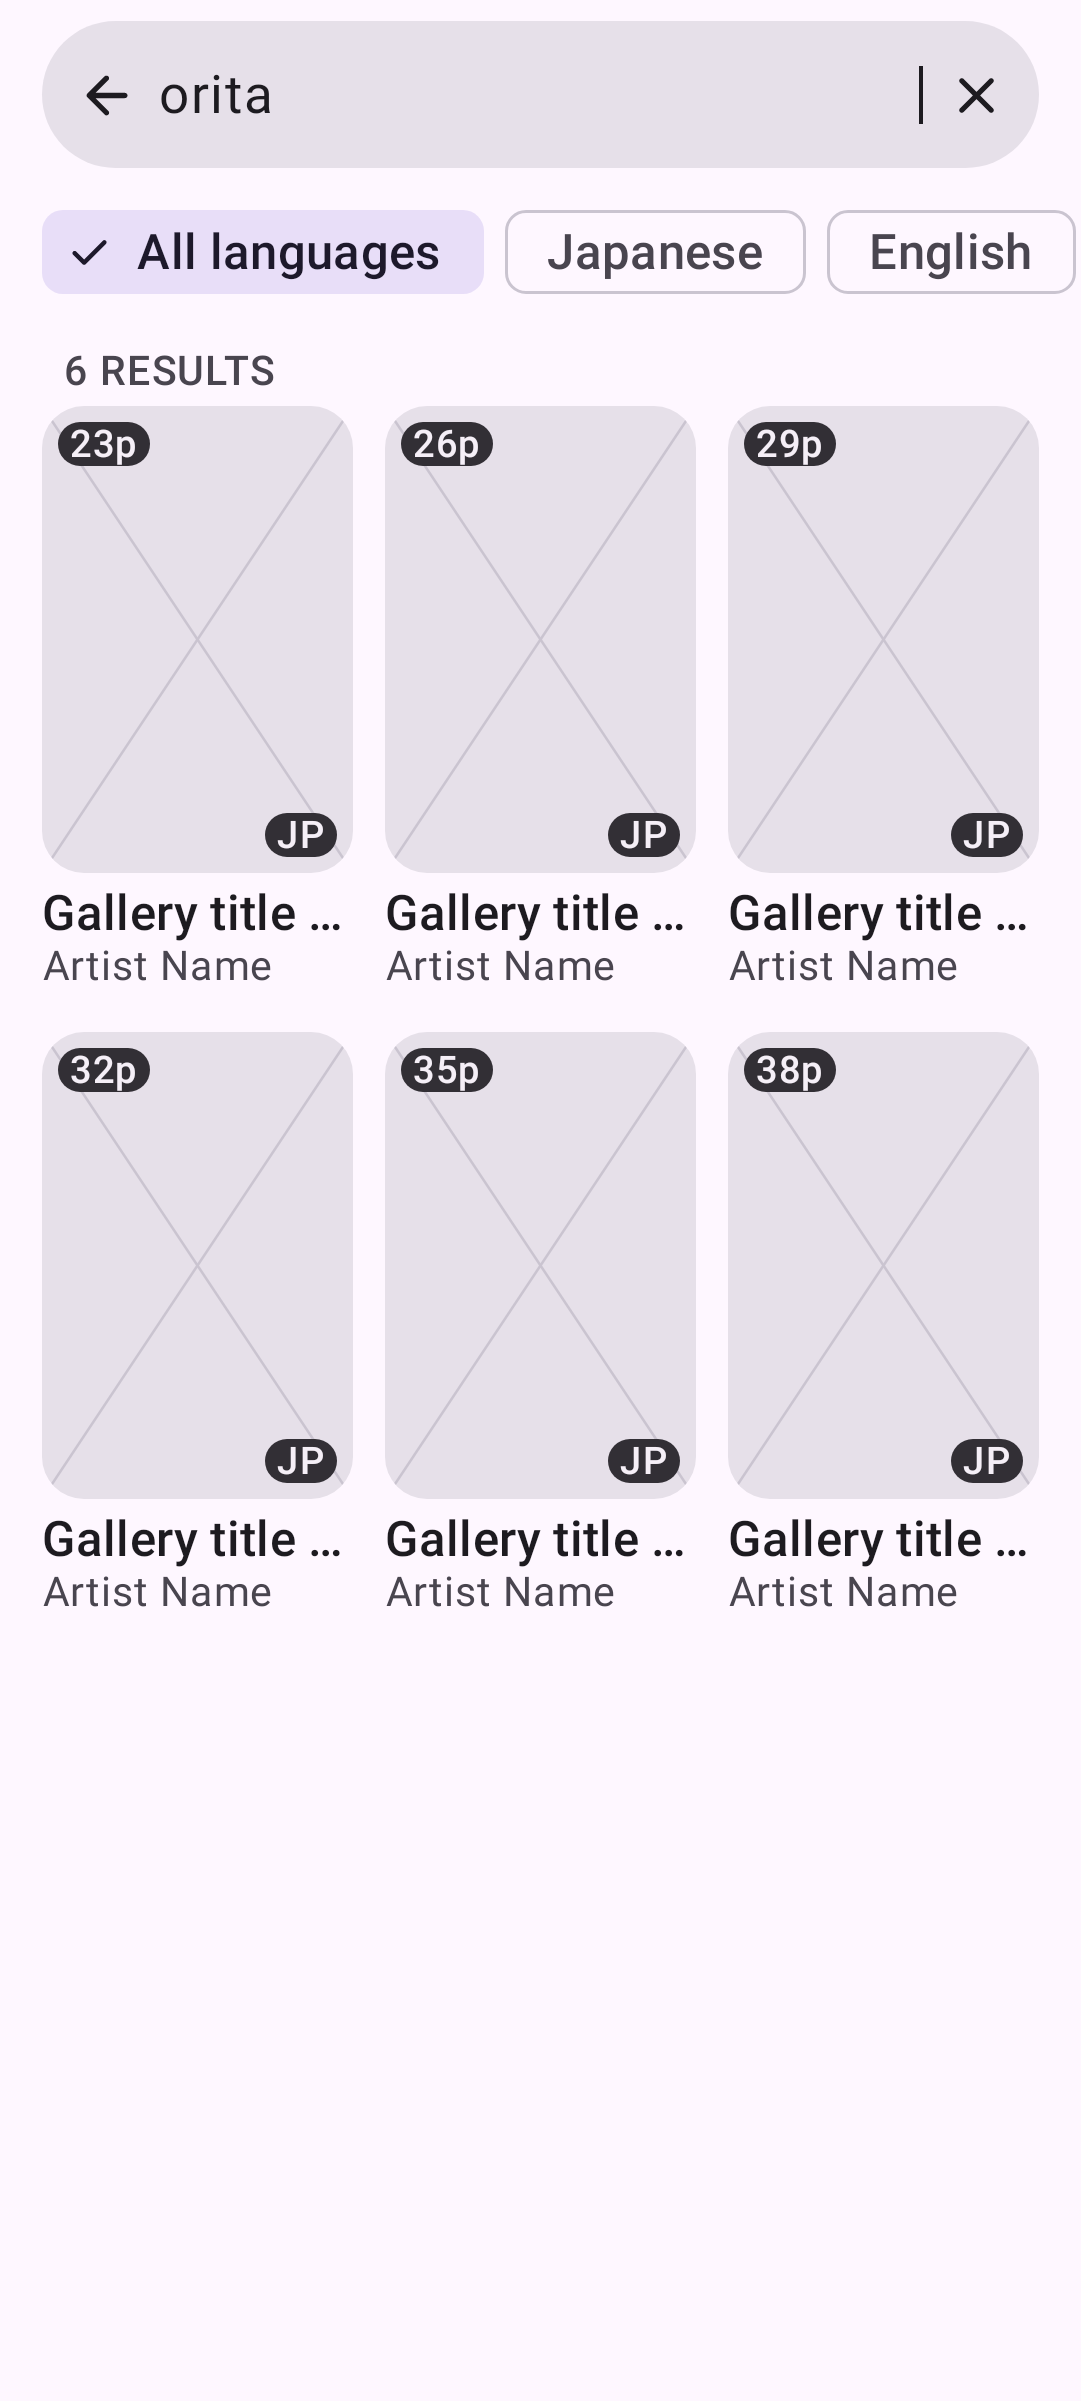 orita
All languages
Japanese
English
6 RESULTS
23p
26p
29p
JP
JP
JP
Gallery title …
Gallery title …
Gallery title …
Artist Name
Artist Name
Artist Name
32p
35p
38p
JP
JP
JP
Gallery title …
Gallery title …
Gallery title …
Artist Name
Artist Name
Artist Name